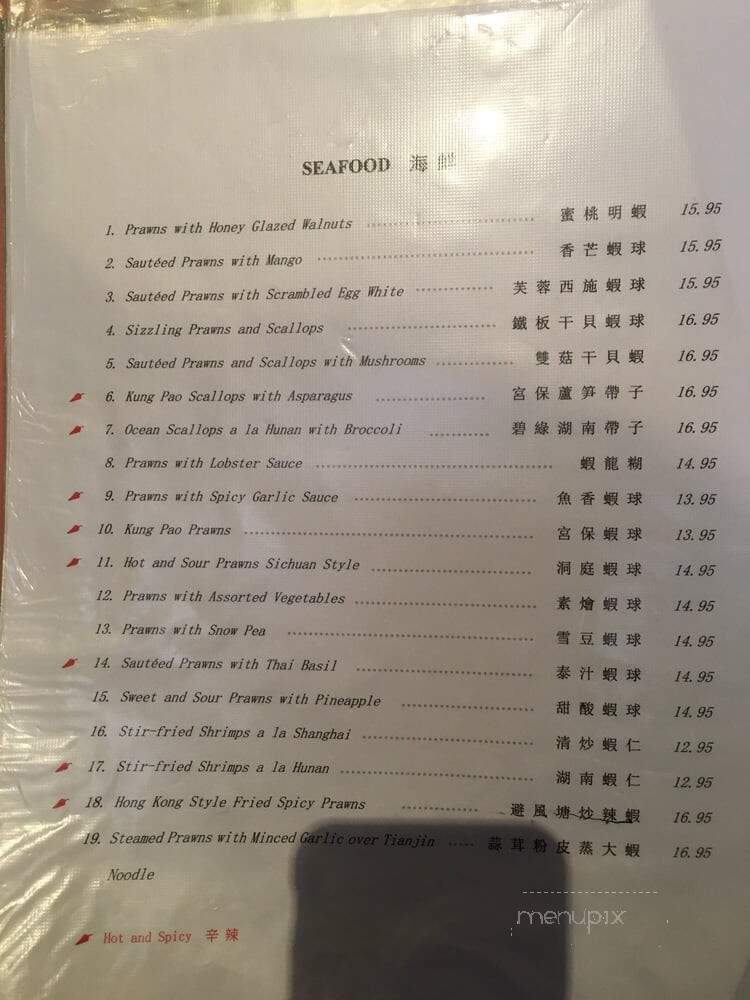 SEAFOOD 海鮮
1. Prawns with Honey Glazed Walnuts 蜜桃明蝦 15.95
2. Sautéed Prawns with Mango 香芒蝦球 15.95
3. Sautéed Prawns with Scrambled Egg White 芙蓉西施蝦球 15.95
4. Sizzling Prawns and Scallops 鐵板干貝蝦球 16.95
5. Sautéed Prawns and Scallops with Mushrooms 雙菇干貝蝦 16.95
6. Kung Pao Scallops with Asparagus 宮保蘆笋帶子 16.95
7. Ocean Scallops a la Hunan with Broccoli 碧綠湖南帶子 16.95
8. Prawns with Lobster Sauce 蝦龍糊 14.95
9. Prawns with Spicy Garlic Sauce 魚香蝦球 13.95
10. Kung Pao Prawns 宮保蝦球 13.95
11. Hot and Sour Prawns Sichuan Style 洞庭蝦球 14.95
12. Prawns with Assorted Vegetables 素燴蝦球 14.95
13. Prawns with Snow Pea 雪豆蝦球 14.95
14. Sautéed Prawns with Thai Basil 泰汁蝦球 14.95
15. Sweet and Sour Prawns with Pineapple 甜酸蝦球 14.95
16. Stir-fried Shrimps a la Shanghai 清炒蝦仁 12.95
17. Stir-fried Shrimps a la Hunan 湖南蝦仁 12.95
18. Hong Kong Style Fried Spicy Prawns 避風塘炒辣蝦 16.95
19. Steamed Prawns with Minced Garlic over Tianjin 蒜茸粉皮蒸大蝦 16.95
Noodle
menupix
Hot and Spicy 辛辣